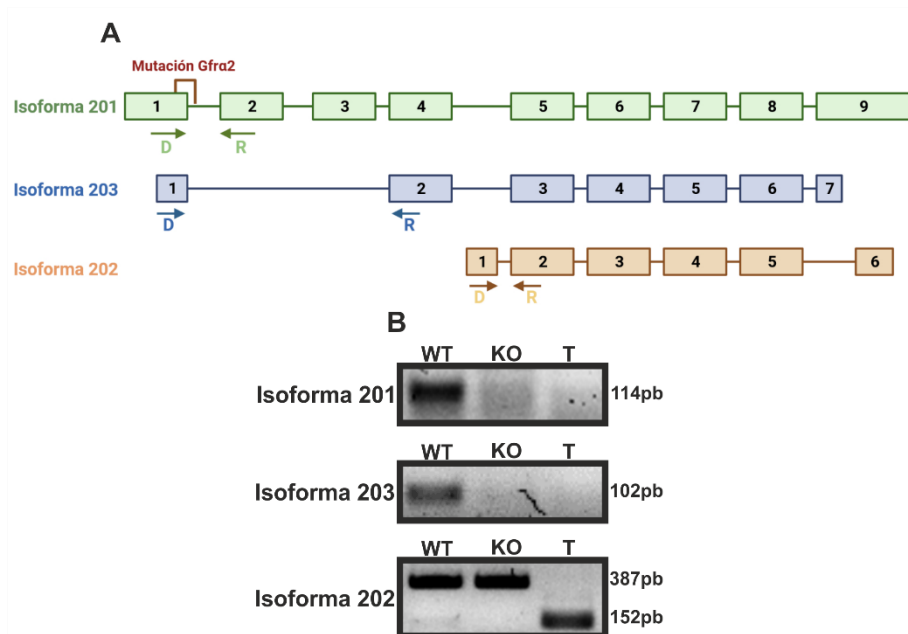 A
Mutación Gfrα2
Isoforma 201 1 2 3 4 5 6 7 8 9
D R
Isoforma 203 1 2 3 4 5 6 7
D R
Isoforma 202 1 2 3 4 5 6
D R
B
WT KO T
Isoforma 201 114pb
WT KO T
Isoforma 203 102pb
WT KO T
387pb
Isoforma 202
152pb